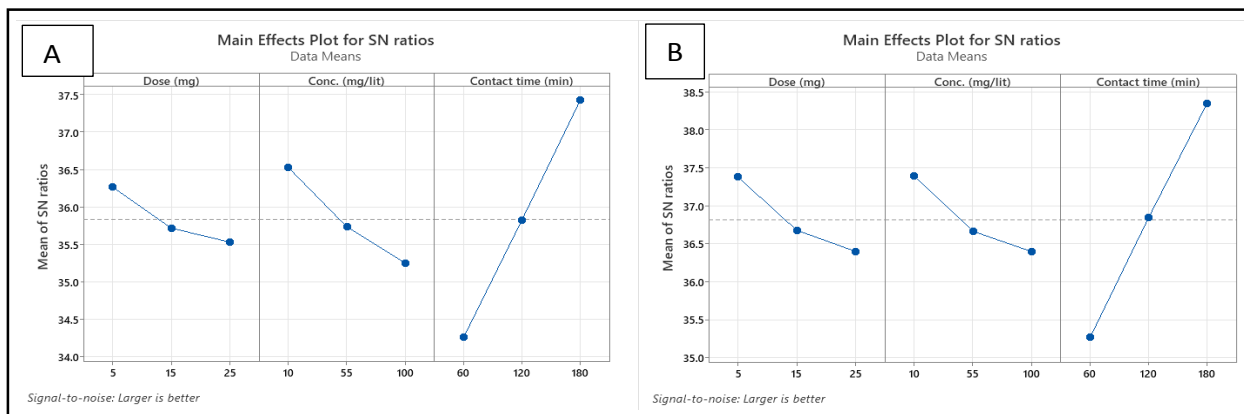 A
Main Effects Plot for SN ratios
Data Means
Dose (mg)
Conc. (mg/lit)
Contact time (min)
Mean of SN ratios
37.5
37.0
36.5
36.0
35.5
35.0
34.5
34.0
5 15 25 10 55 100 60 120 180
Signal-to-noise: Larger is better
B
Main Effects Plot for SN ratios
Data Means
Dose (mg)
Conc. (mg/lit)
Contact time (min)
Mean of SN ratios
38.5
38.0
37.5
37.0
36.5
36.0
35.5
35.0
5 15 25 10 55 100 60 120 180
Signal-to-noise: Larger is better